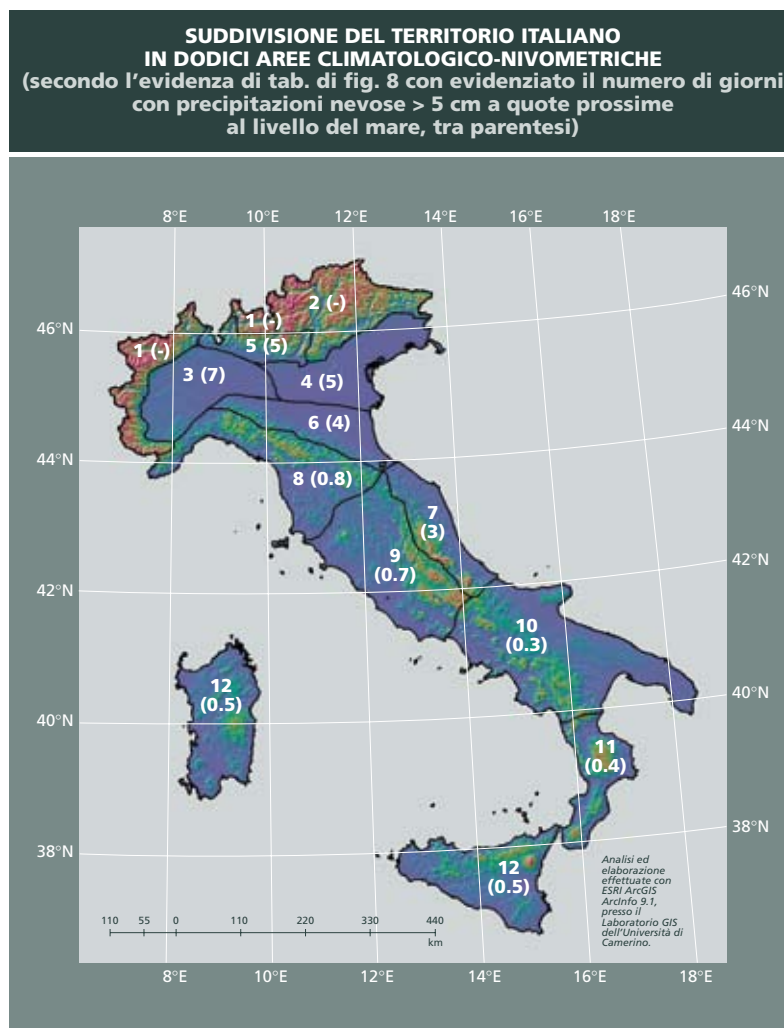 SUDDIVISIONE DEL TERRITORIO ITALIANO
IN DODICI AREE CLIMATOLOGICO-NIVOMETRICHE
(secondo l'evidenza di tab. di fig. 8 con evidenziato il numero di giorni
con precipitazioni nevose > 5 cm a quote prossime
al livello del mare, tra parentesi)
8°E 10°E 12°E 14°E 16°E 18°E
46°N
46°N
2 (-)
1 (-)
5 (5)
1 (-)
3 (7)
4 (5)
6 (4)
44°N
44°N
8 (0.8)
7
(3)
9
(0.7)
42°N
42°N
10
(0.3)
12
(0.5)
40°N
40°N
11
(0.4)
38°N
38°N
12
(0.5)
Analisi ed
elaborazione
effettuate con
ESRI ArcGIS
ArcInfo 9.1,
presso il
Laboratorio GIS
dell'Università di
Camerino.
110 55 0 110 220 330 440
km
8°E 10°E 12°E 14°E 16°E 18°E